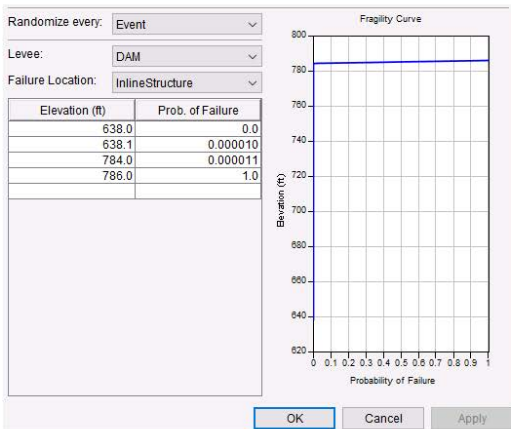 Randomize every: Event
Levee: DAM
Failure Location: InlineStructure
Elevation (ft) Prob. of Failure
638.0 0.0
638.1 0.000010
784.0 0.000011
786.0 1.0
Fragility Curve
800
780
760
740
720
700
680
660
640
620
Elevation (ft)
0 0.1 0.2 0.3 0.4 0.5 0.6 0.7 0.8 0.9 1
Probability of Failure
OK Cancel Apply